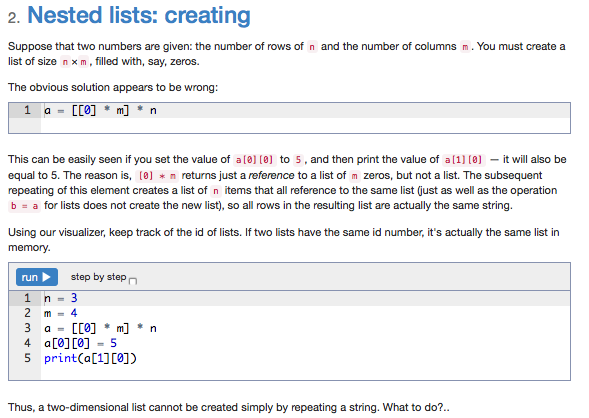 2. Nested lists: creating
Suppose that two numbers are given: the number of rows of n and the number of columns m. You must create a
list of size n×m, filled with, say, zeros.
The obvious solution appears to be wrong:
1 a = [[0] * m] * n
This can be easily seen if you set the value of a[0][0] to 5, and then print the value of a[1][0] — it will also be
equal to 5. The reason is, [0] * m returns just a reference to a list of m zeros, but not a list. The subsequent
repeating of this element creates a list of n items that all reference to the same list (just as well as the operation
b = a for lists does not create the new list), so all rows in the resulting list are actually the same string.
Using our visualizer, keep track of the id of lists. If two lists have the same id number, it's actually the same list in
memory.
run ▶ step by step
1 n = 3
2 m = 4
3 a = [[0] * m] * n
4 a[0][0] = 5
5 print(a[1][0])
Thus, a two-dimensional list cannot be created simply by repeating a string. What to do?..